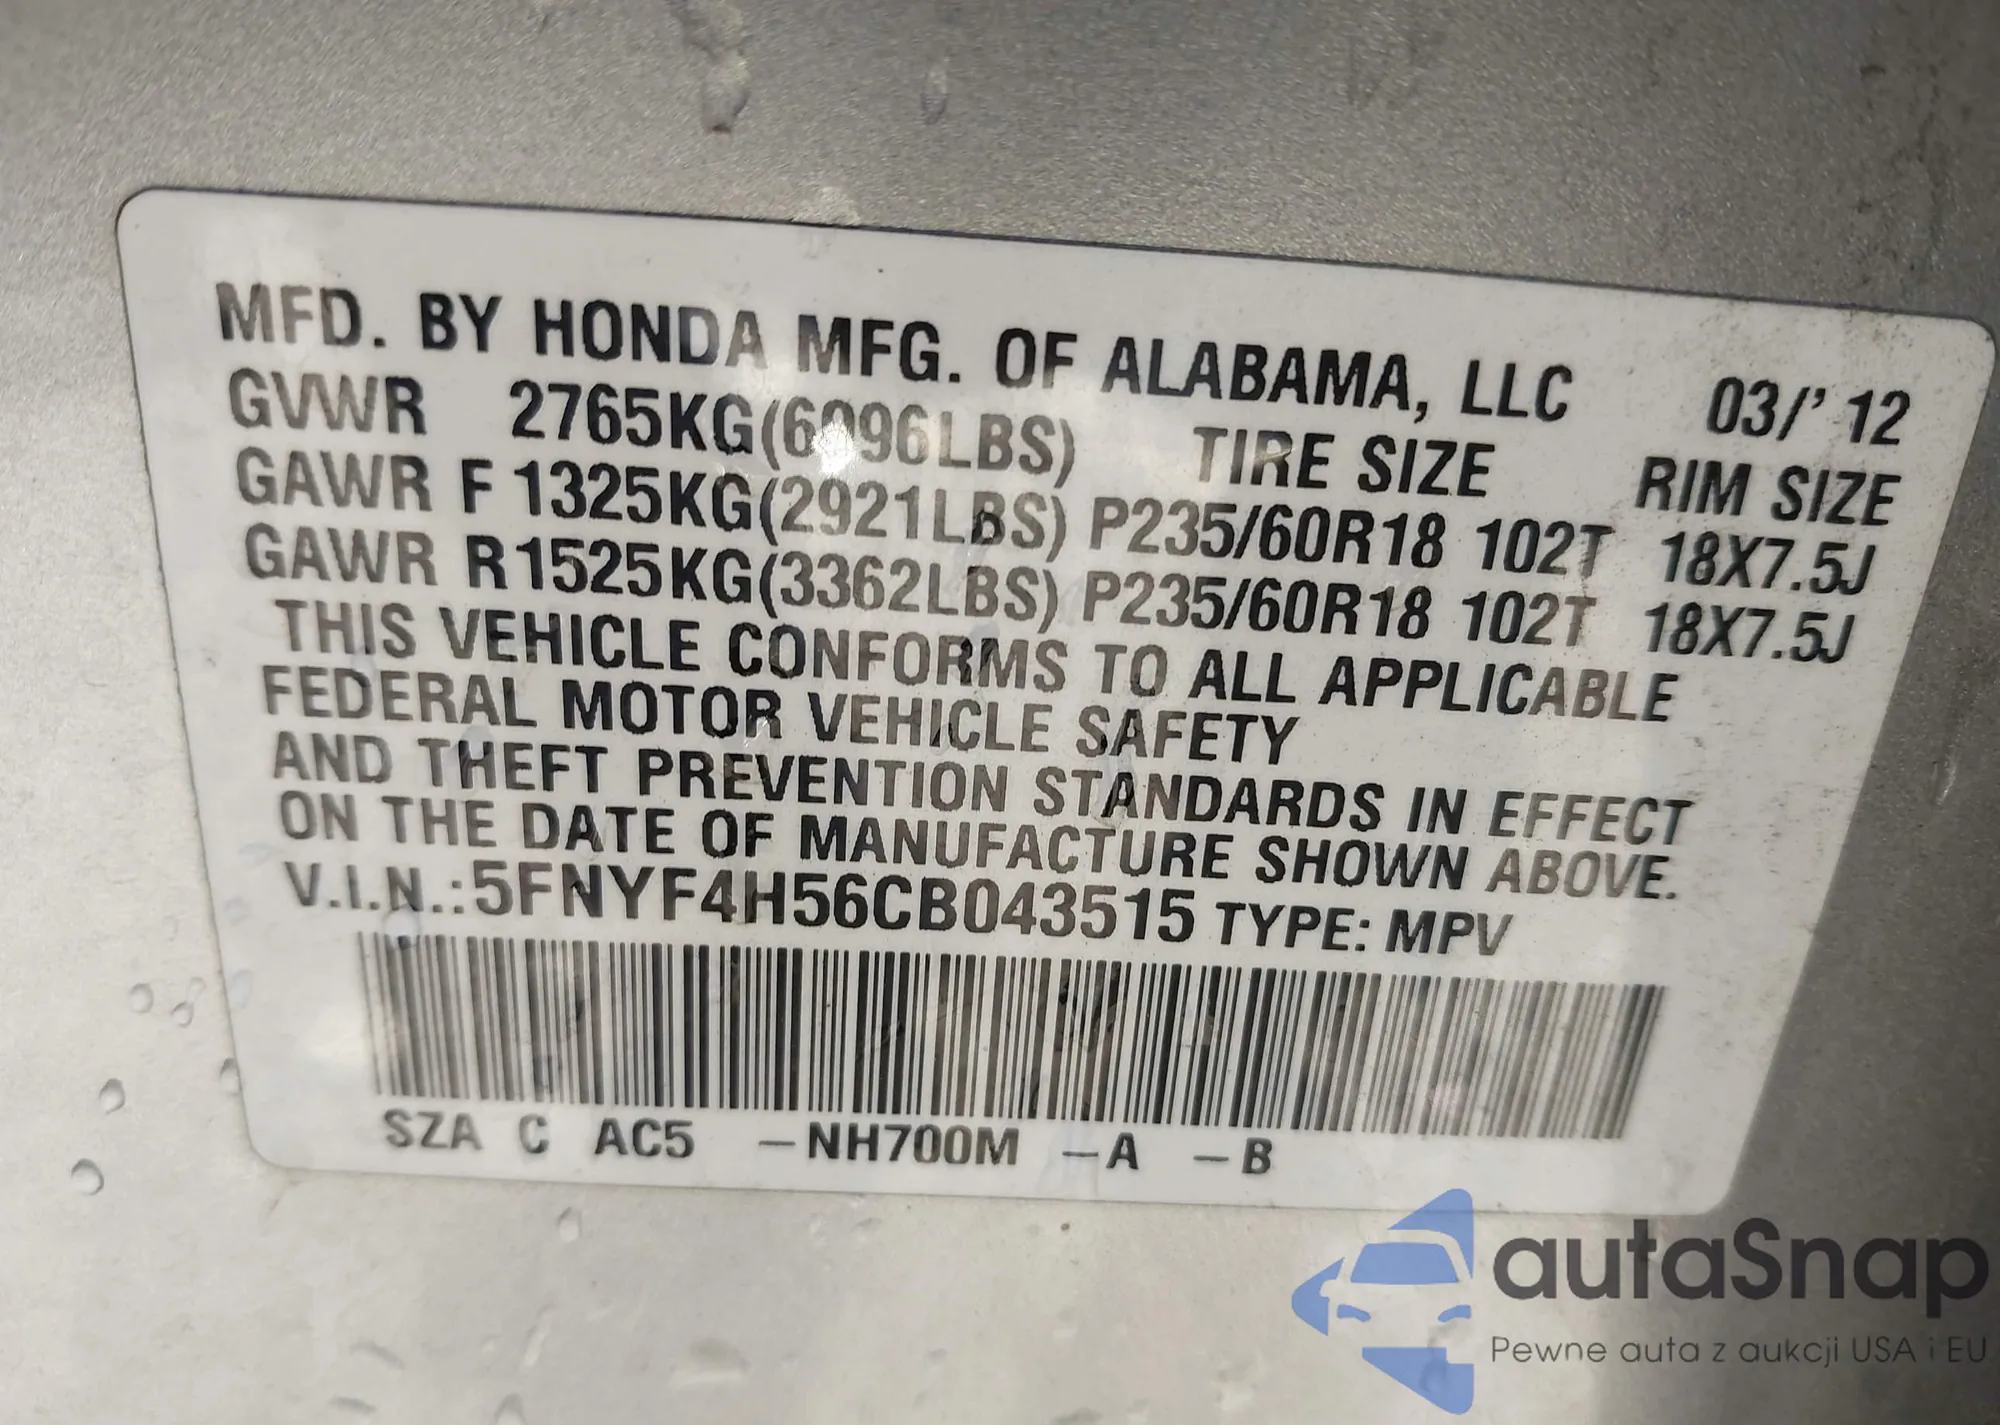 MFD. BY HONDA MFG. OF ALABAMA, LLC 03/' 12
GVWR 2765KG(6096LBS) TIRE SIZE RIM SIZE
GAWR F 1325KG(2921LBS) P235/60R18 102T 18X7.5J
GAWR R 1525KG(3362LBS) P235/60R18 102T 18X7.5J
THIS VEHICLE CONFORMS TO ALL APPLICABLE
FEDERAL MOTOR VEHICLE SAFETY
AND THEFT PREVENTION STANDARDS IN EFFECT
ON THE DATE OF MANUFACTURE SHOWN ABOVE.
V.I.N.:5FNYF4H56CB043515 TYPE: MPV
SZA C AC5 –NH700M –A –B
autaSnap
Pewne auta z aukcji USA i EU